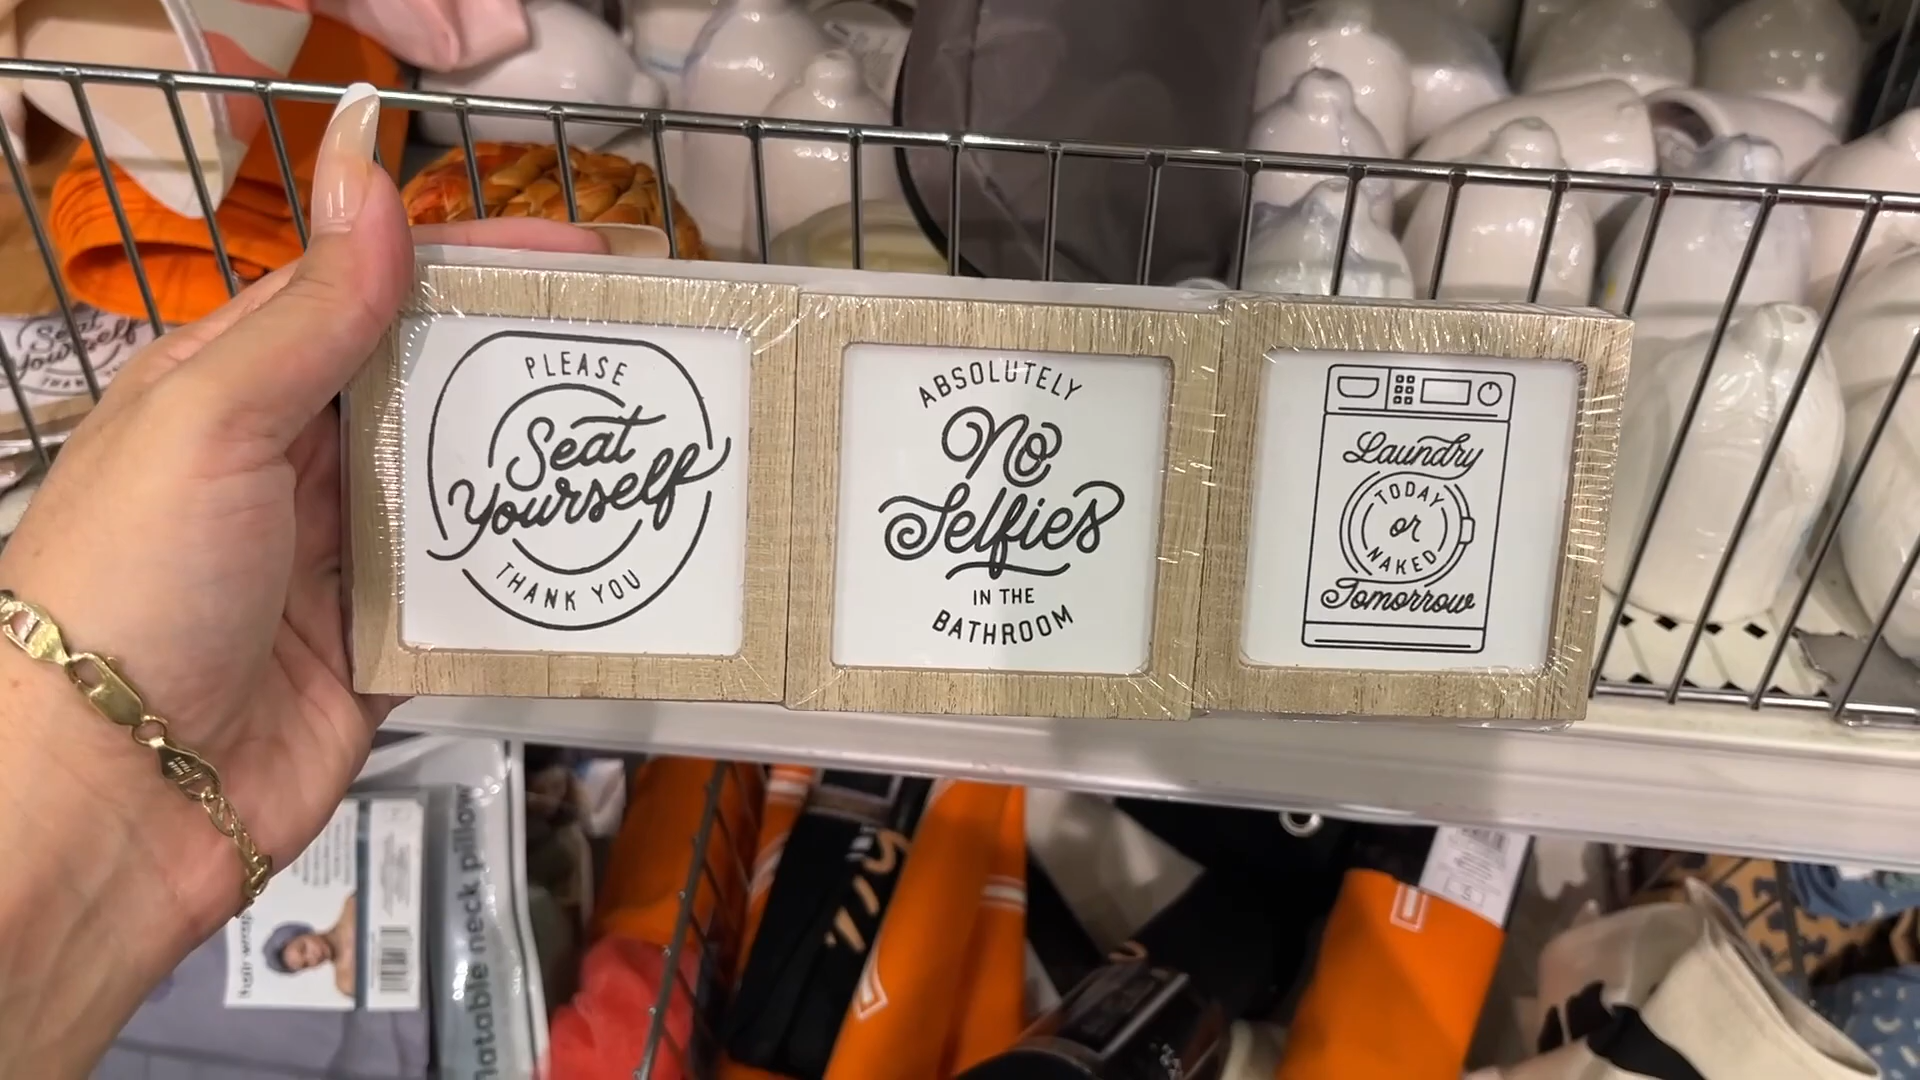 PLEASE
Seat
Yourself
THANK YOU
ABSOLUTELY
No
Selfies
IN THE
BATHROOM
Laundry
TODAY
or
NAKED
Tomorrow
Seat
Yourself
THANK
neck pillow